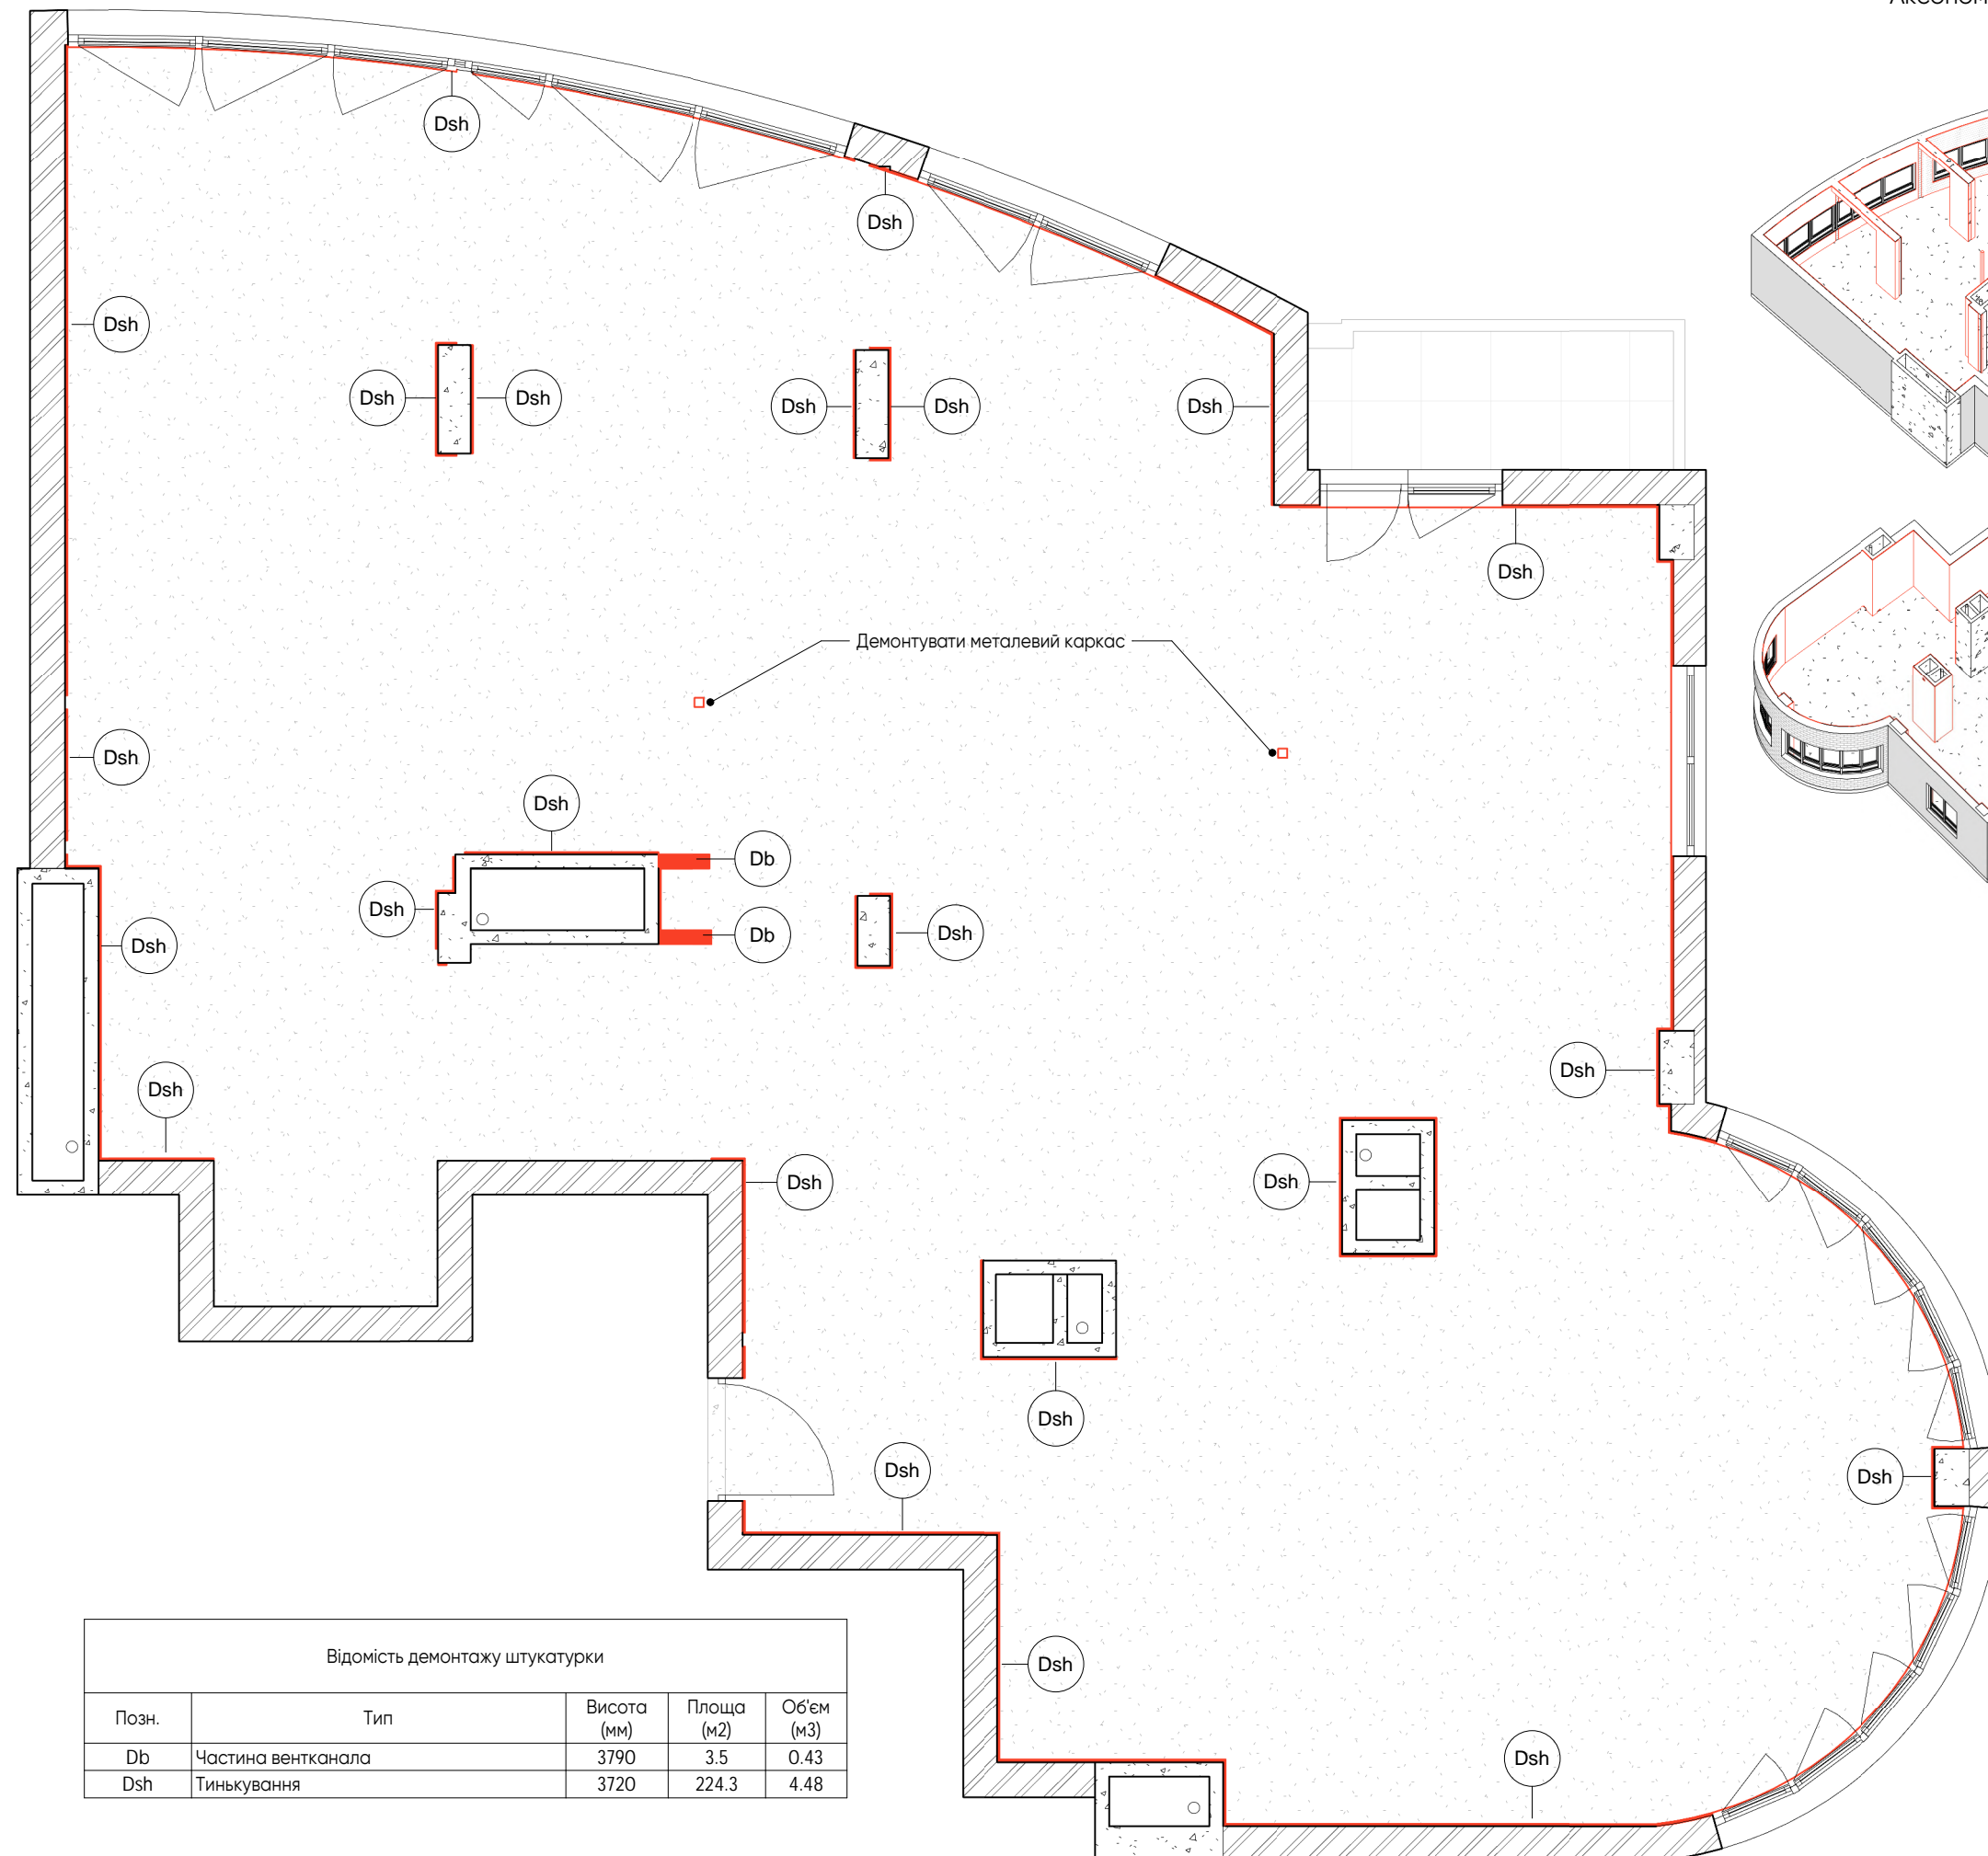 Dsh
Dsh
Dsh
Dsh
Dsh
Dsh
Dsh
Dsh
Dsh
Демонтувати металевий каркас
Dsh
Dsh
Db
Dsh
Dsh
Db
Dsh
Dsh
Dsh
Dsh
Dsh
Dsh
Dsh
Dsh
Dsh
Dsh
Dsh
Відомість демонтажу штукатурки
Позн. Тип Висота (мм) Площа (м2) Об'єм (м3)
Db Частина вентканала 3790 3.5 0.43
Dsh Тинькування 3720 224.3 4.48